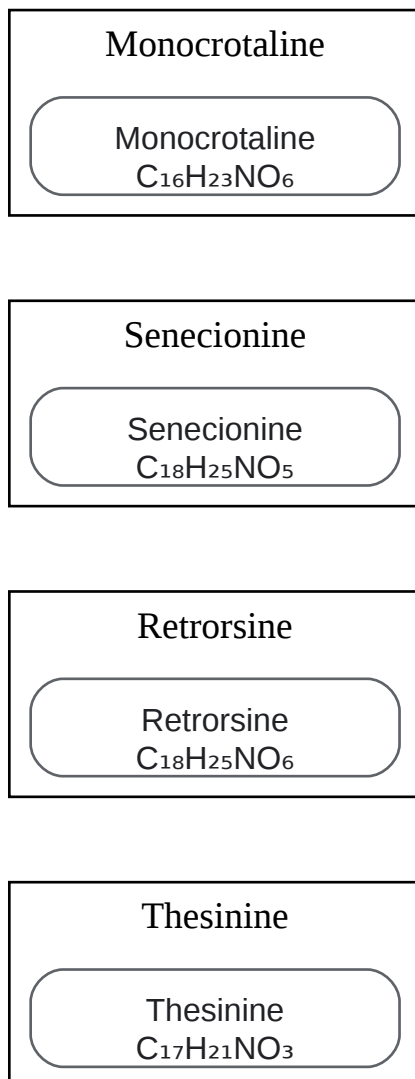 Monocrotaline
Monocrotaline
C₁₆H₂₃NO₆
Senecionine
Senecionine
C₁₈H₂₅NO₅
Retrorsine
Retrorsine
C₁₈H₂₅NO₆
Thesinine
Thesinine
C₁₇H₂₁NO₃